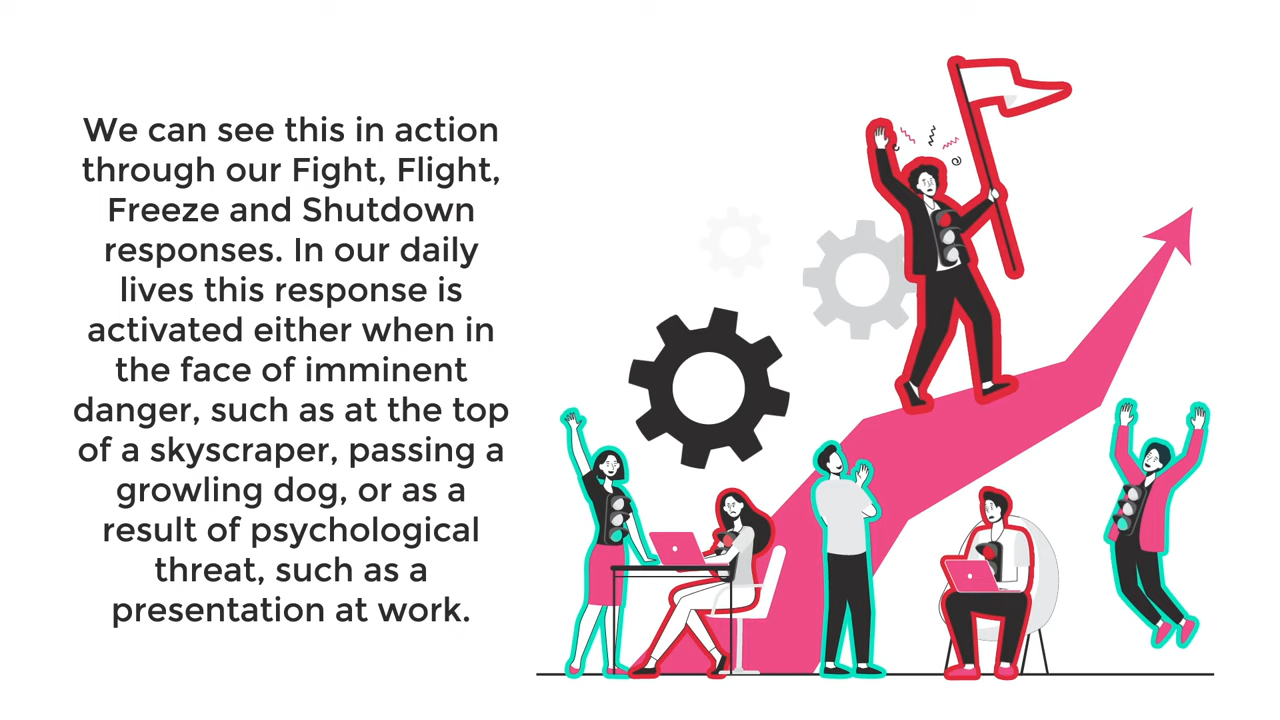 We can see this in action
through our Fight, Flight,
Freeze and Shutdown
responses. In our daily
lives this response is
activated either when in
the face of imminent
danger, such as at the top
of a skyscraper, passing a
growling dog, or as a
result of psychological
threat, such as a
presentation at work.